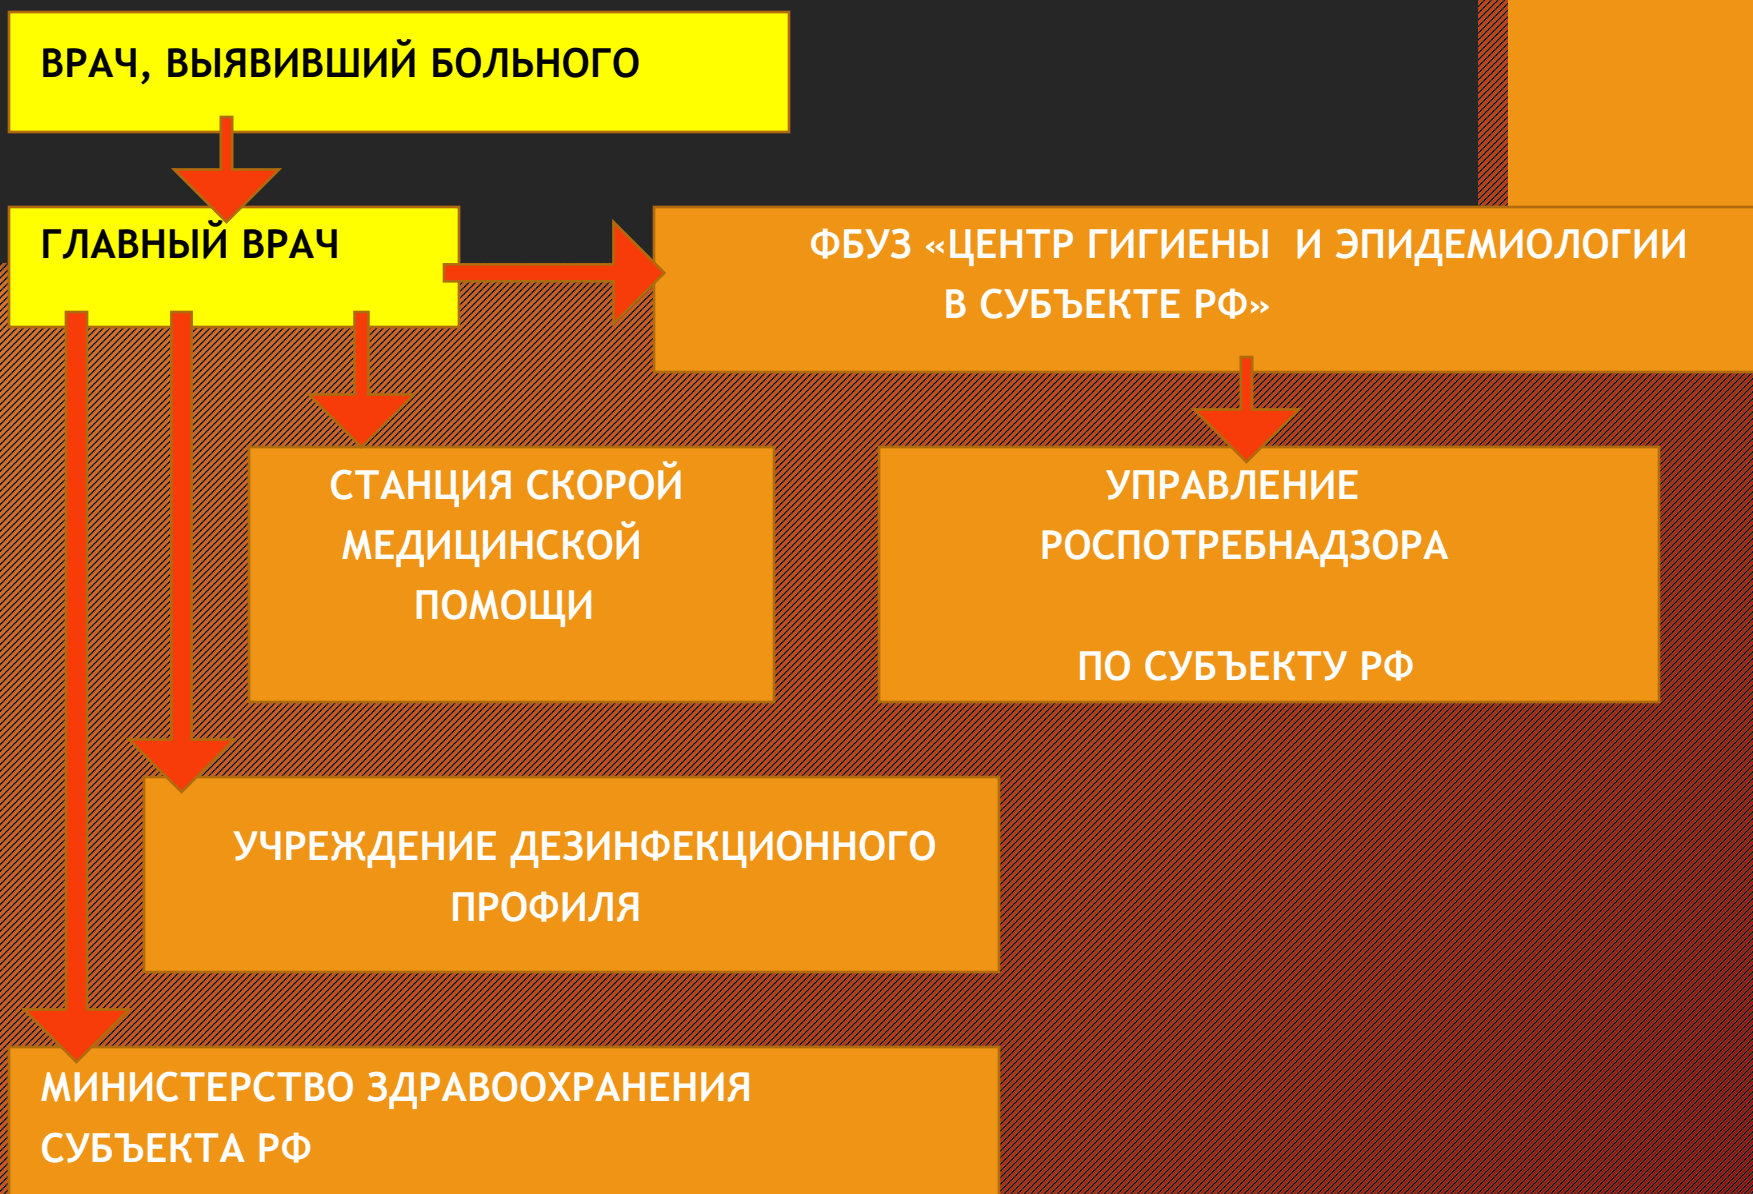 ВРАЧ, ВЫЯВИВШИЙ БОЛЬНОГО
ГЛАВНЫЙ ВРАЧ
ФБУЗ «ЦЕНТР ГИГИЕНЫ И ЭПИДЕМИОЛОГИИ
В СУБЪЕКТЕ РФ»
СТАНЦИЯ СКОРОЙ
МЕДИЦИНСКОЙ
ПОМОЩИ
УПРАВЛЕНИЕ
РОСПОТРЕБНАДЗОРА
ПО СУБЪЕКТУ РФ
УЧРЕЖДЕНИЕ ДЕЗИНФЕКЦИОННОГО
ПРОФИЛЯ
МИНИСТЕРСТВО ЗДРАВООХРАНЕНИЯ
СУБЪЕКТА РФ